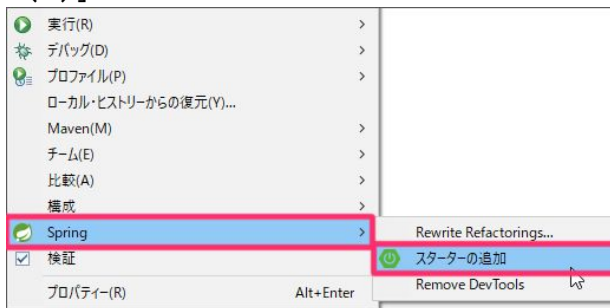 実行(R)
デバッグ(D)
プロファイル(P)
ローカル・ヒストリーからの復元(Y)...
Maven(M)
チーム(E)
比較(A)
構成
Spring
Rewrite Refactorings...
検証
スターターの追加
Remove DevTools
プロパティー(R) Alt+Enter